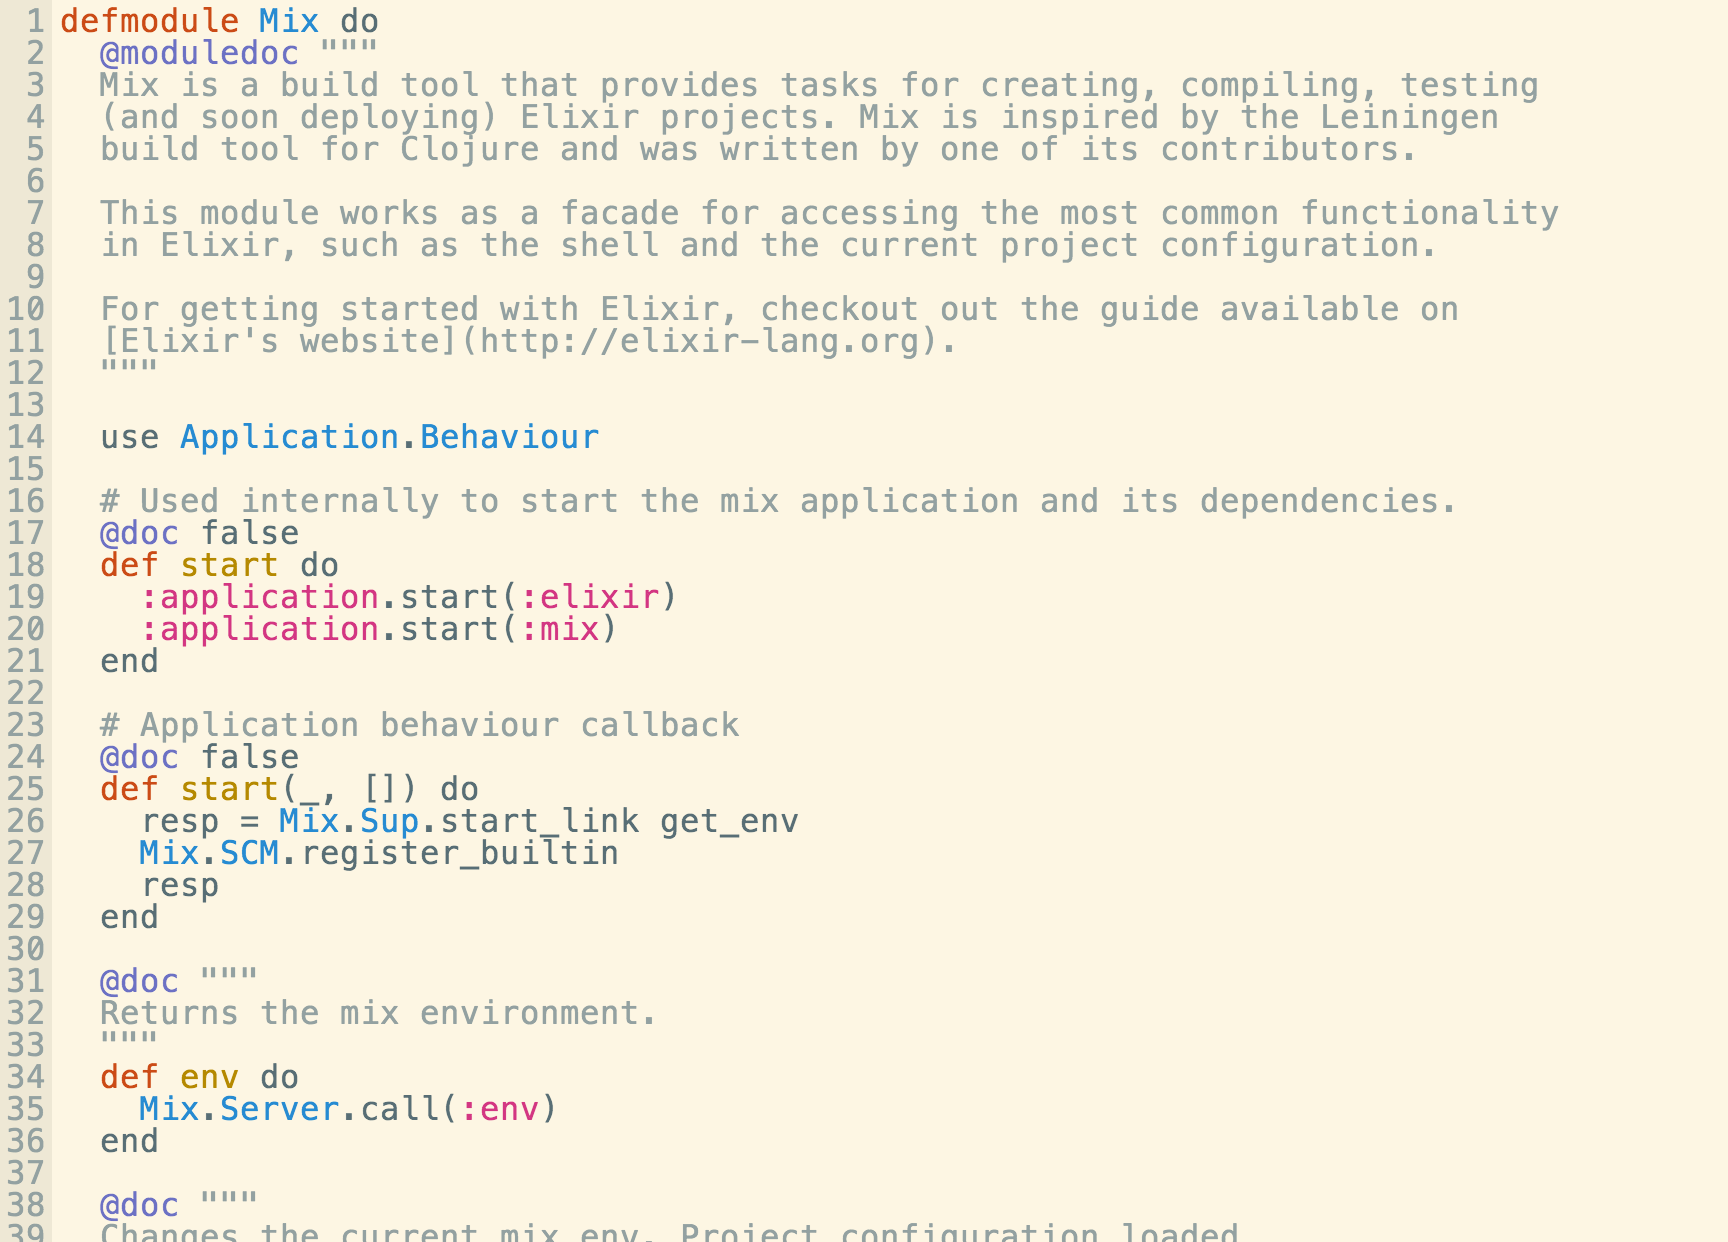 1 defmodule Mix do
2   @moduledoc """
3   Mix is a build tool that provides tasks for creating, compiling, testing
4   (and soon deploying) Elixir projects. Mix is inspired by the Leiningen
5   build tool for Clojure and was written by one of its contributors.
6
7   This module works as a facade for accessing the most common functionality
8   in Elixir, such as the shell and the current project configuration.
9
10   For getting started with Elixir, checkout out the guide available on
11   [Elixir's website](http://elixir-lang.org).
12   """
13
14   use Application.Behaviour
15
16   # Used internally to start the mix application and its dependencies.
17   @doc false
18   def start do
19     :application.start(:elixir)
20     :application.start(:mix)
21   end
22
23   # Application behaviour callback
24   @doc false
25   def start(_, []) do
26     resp = Mix.Sup.start_link get_env
27     Mix.SCM.register_builtin
28     resp
29   end
30
31   @doc """
32   Returns the mix environment.
33   """
34   def env do
35     Mix.Server.call(:env)
36   end
37
38   @doc """
39   Changes the current mix env. Project configuration loaded